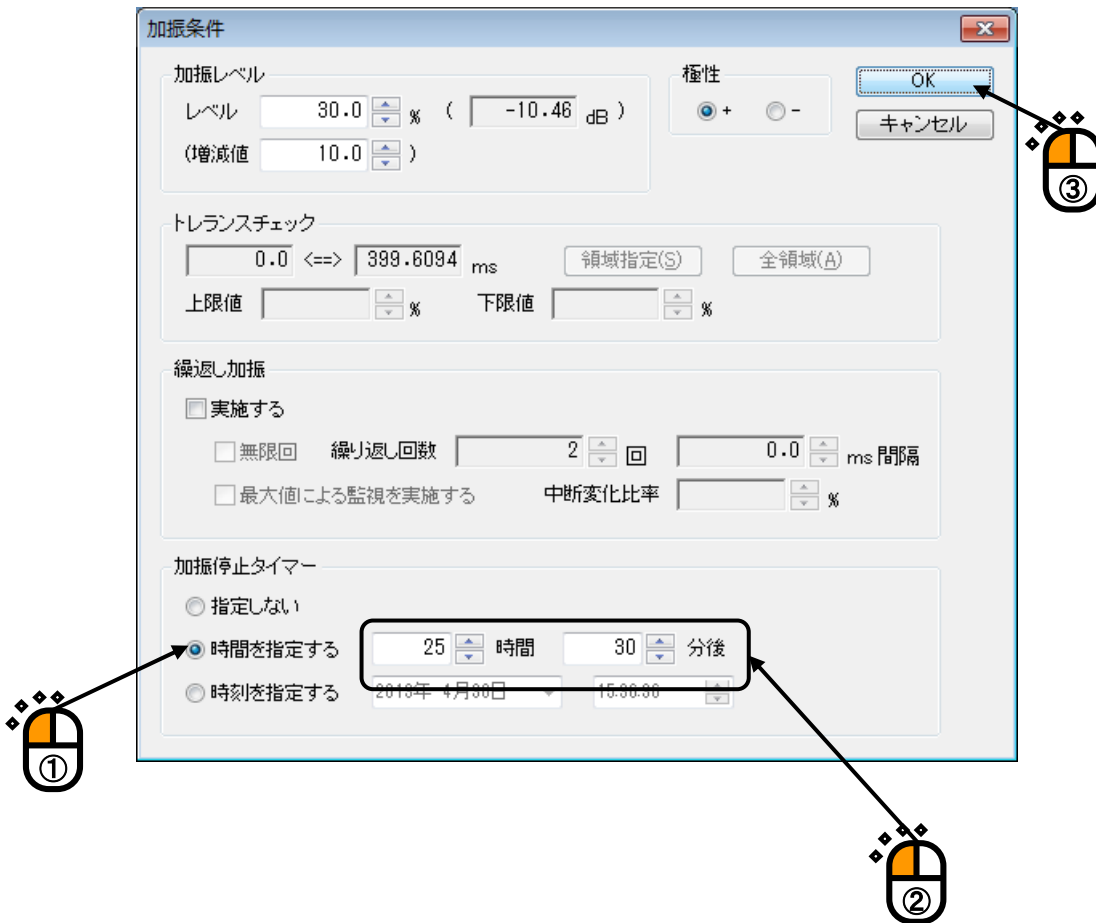 加振条件
加振レベル
レベル 30.0 % ( -10.46 dB )
(増減値 10.0 )
極性
+ -
OK
キャンセル
③
トレランスチェック
0.0 <==> 399.6094 ms 領域指定(S) 全領域(A)
上限値 % 下限値 %
繰返し加振
実施する
無限回 繰り返し回数 2 回 0.0 ms 間隔
最大値による監視を実施する 中断変化比率 %
加振停止タイマー
指定しない
時間を指定する 25 時間 30 分後
時刻を指定する
①
②